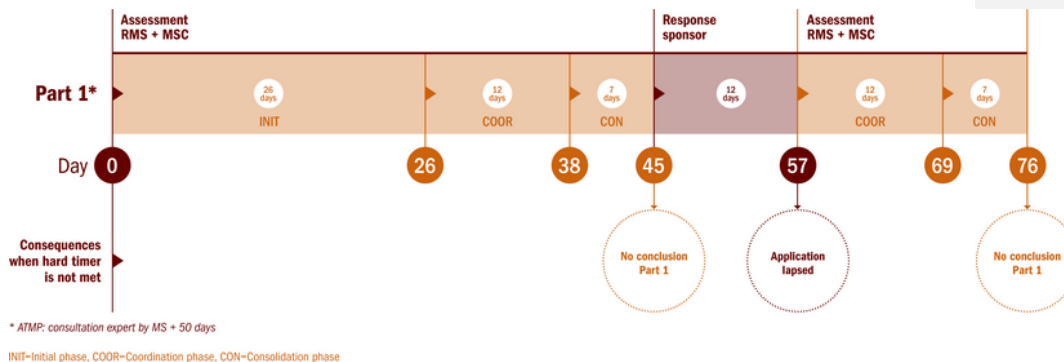 Assessment
RMS + MSC
Response
sponsor
Assessment
RMS + MSC
Part 1*
26
days
12
days
7
days
12
days
12
days
7
days
INIT
COOR
CON
COOR
CON
Day
0
26
38
45
57
69
76
Consequences
when hard timer
is not met
No conclusion
Part 1
Application
lapsed
No conclusion
Part 1
* ATMP: consultation expert by MS + 50 days
INIT=Initial phase, COOR=Coordination phase, CON=Consolidation phase